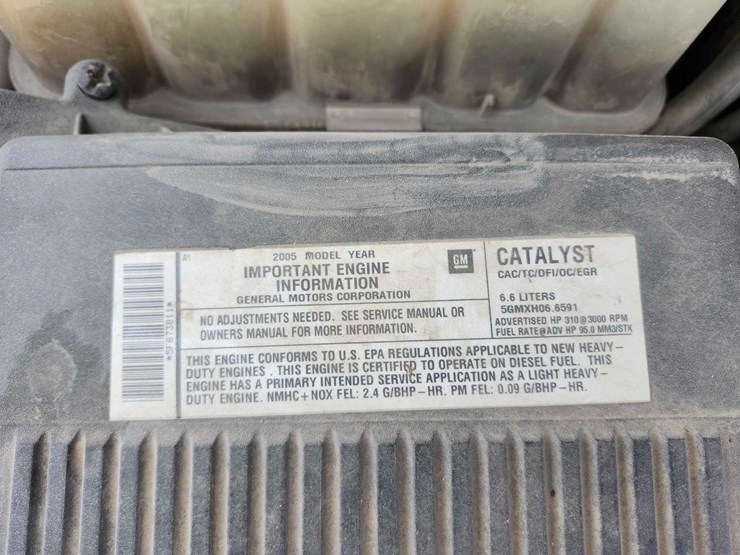 *5F873811*
A1
2005 MODEL YEAR
IMPORTANT ENGINE
INFORMATION
GENERAL MOTORS CORPORATION
GM
NO ADJUSTMENTS NEEDED. SEE SERVICE MANUAL OR
OWNERS MANUAL FOR MORE INFORMATION.
CATALYST
CAC/TC/DFI/OC/EGR
6.6 LITERS
5GMXH06.6591
ADVERTISED HP 310@3000 RPM
FUEL RATE@ADV HP 95.0 MM3/STK
THIS ENGINE CONFORMS TO U.S. EPA REGULATIONS APPLICABLE TO NEW HEAVY-
DUTY ENGINES. THIS ENGINE IS CERTIFIED TO OPERATE ON DIESEL FUEL. THIS
ENGINE HAS A PRIMARY INTENDED SERVICE APPLICATION AS A LIGHT HEAVY-
DUTY ENGINE. NMHC+NOX FEL: 2.4 G/BHP-HR. PM FEL: 0.09 G/BHP-HR.